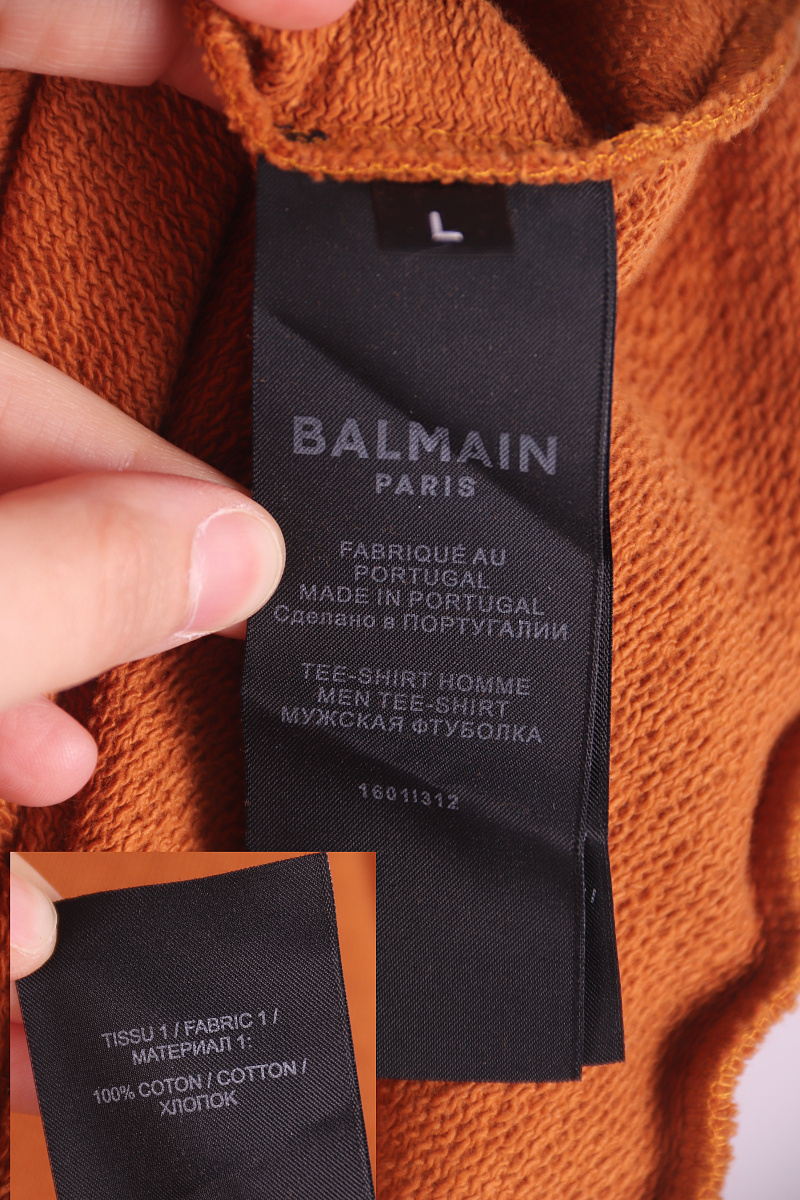 L
BALMAIN
PARIS
FABRIQUÉ AU
PORTUGAL
MADE IN PORTUGAL
Сделано в ПОРТУГАЛИИ
TEE-SHIRT HOMME
MEN TEE-SHIRT
МУЖСКАЯ ФТУБОЛКА
1601I312
TISSU 1 / FABRIC 1 /
МАТЕРИАЛ 1:
100% COTON / COTTON /
ХЛОПОК